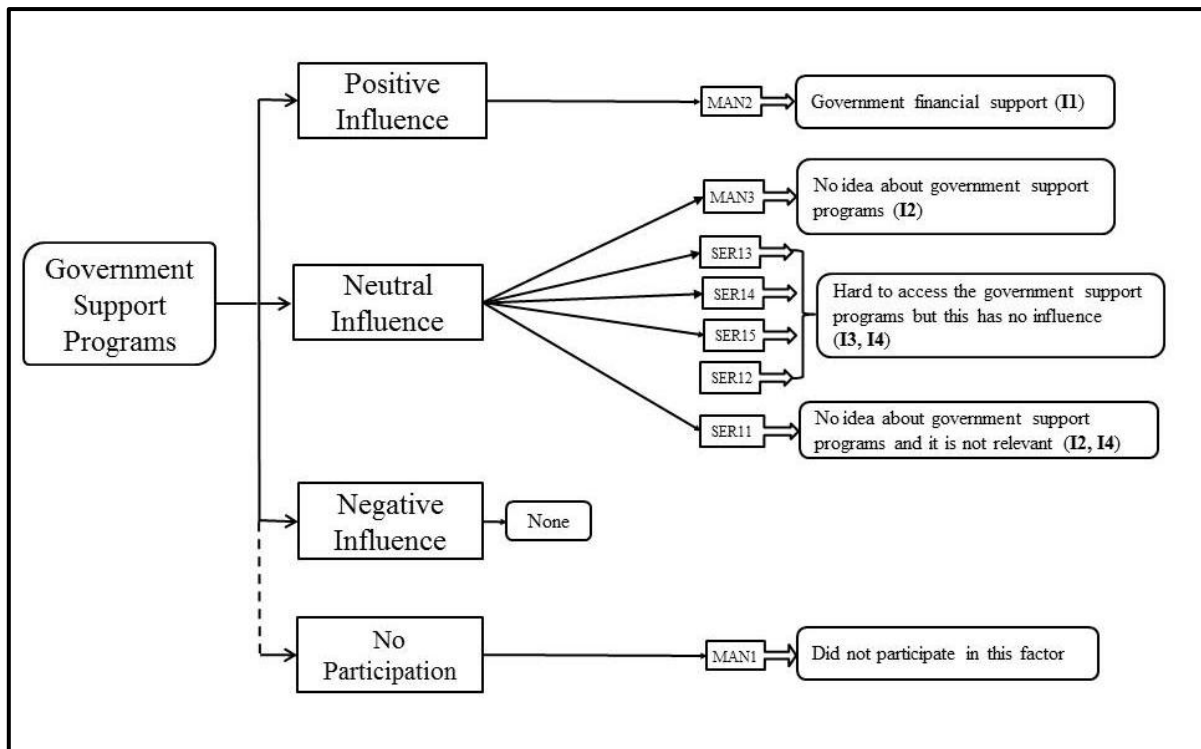 Positive
Influence
MAN2
Government financial support (I1)
MAN3
No idea about government support
programs (I2)
Government
Support
Programs
Neutral
Influence
SER13
SER14
SER15
SER12
Hard to access the government support
programs but this has no influence
(I3, I4)
SER11
No idea about government support
programs and it is not relevant (I2, I4)
Negative
Influence
None
No
Participation
MAN1
Did not participate in this factor